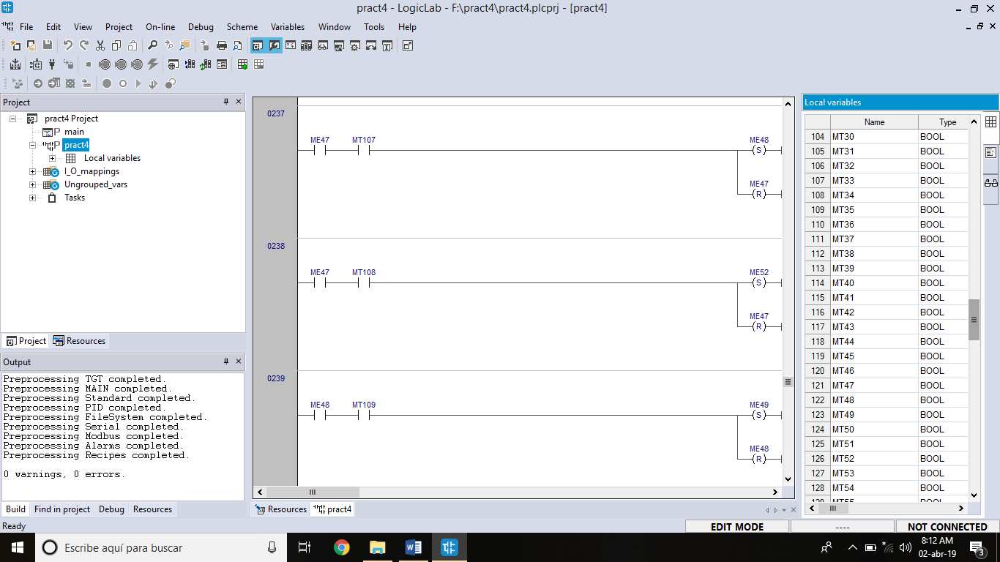 pract4 - LogicLab - F:\pract4\pract4.plcprj - [pract4]
File Edit View Project On-line Debug Scheme Variables Window Tools Help
Project
pract4 Project
main
pract4
Local variables
I_O_mappings
Ungrouped_vars
Tasks
Project Resources
Output
Preprocessing TGT completed.
Preprocessing MAIN completed.
Preprocessing Standard completed.
Preprocessing PID completed.
Preprocessing FileSystem completed.
Preprocessing Serial completed.
Preprocessing Modbus completed.
Preprocessing Alarms completed.
Preprocessing Recipes completed.
0 warnings, 0 errors.
Build Find in project Debug Resources
0237
ME47 MT107 ME48
S
ME47
R
0238
ME47 MT108 ME52
S
ME47
R
0239
ME48 MT109 ME49
S
ME48
R
Resources pract4
Local variables
Name Type
104 MT30 BOOL
105 MT31 BOOL
106 MT32 BOOL
107 MT33 BOOL
108 MT34 BOOL
109 MT35 BOOL
110 MT36 BOOL
111 MT37 BOOL
112 MT38 BOOL
113 MT39 BOOL
114 MT40 BOOL
115 MT41 BOOL
116 MT42 BOOL
117 MT43 BOOL
118 MT44 BOOL
119 MT45 BOOL
120 MT46 BOOL
121 MT47 BOOL
122 MT48 BOOL
123 MT49 BOOL
124 MT50 BOOL
125 MT51 BOOL
126 MT52 BOOL
127 MT53 BOOL
128 MT54 BOOL
129 MT55 BOOL
Ready EDIT MODE ---- NOT CONNECTED
Escribe aquí para buscar
8:12 AM
02-abr.-19
3